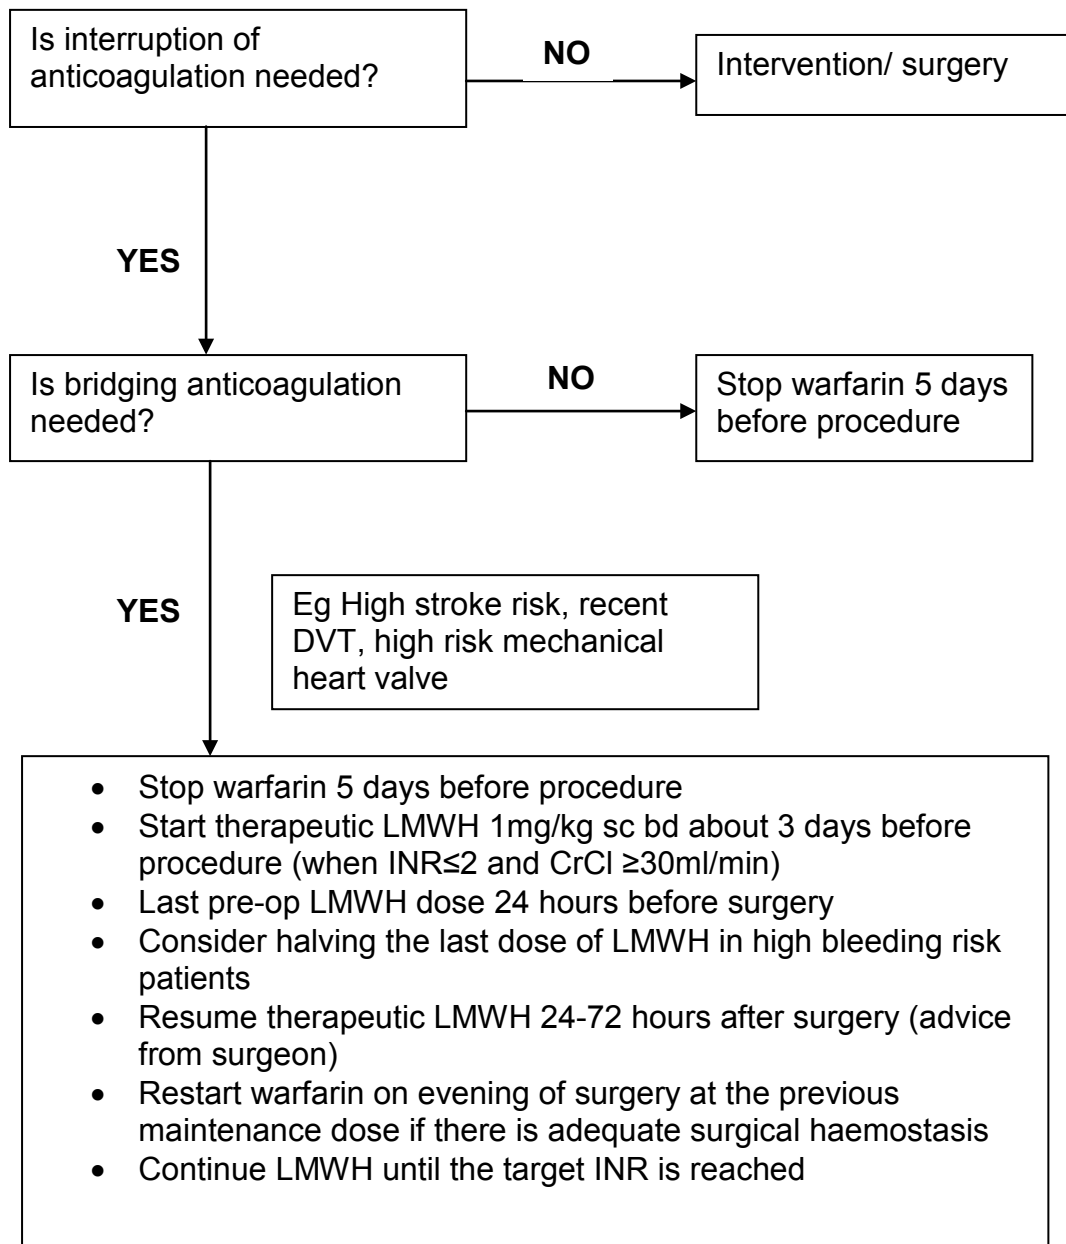 Is interruption of
anticoagulation needed?
NO
Intervention/ surgery
YES
Is bridging anticoagulation
needed?
NO
Stop warfarin 5 days
before procedure
YES
Eg High stroke risk, recent
DVT, high risk mechanical
heart valve
• Stop warfarin 5 days before procedure
• Start therapeutic LMWH 1mg/kg sc bd about 3 days before
procedure (when INR≤2 and CrCl ≥30ml/min)
• Last pre-op LMWH dose 24 hours before surgery
• Consider halving the last dose of LMWH in high bleeding risk
patients
• Resume therapeutic LMWH 24-72 hours after surgery (advice
from surgeon)
• Restart warfarin on evening of surgery at the previous
maintenance dose if there is adequate surgical haemostasis
• Continue LMWH until the target INR is reached